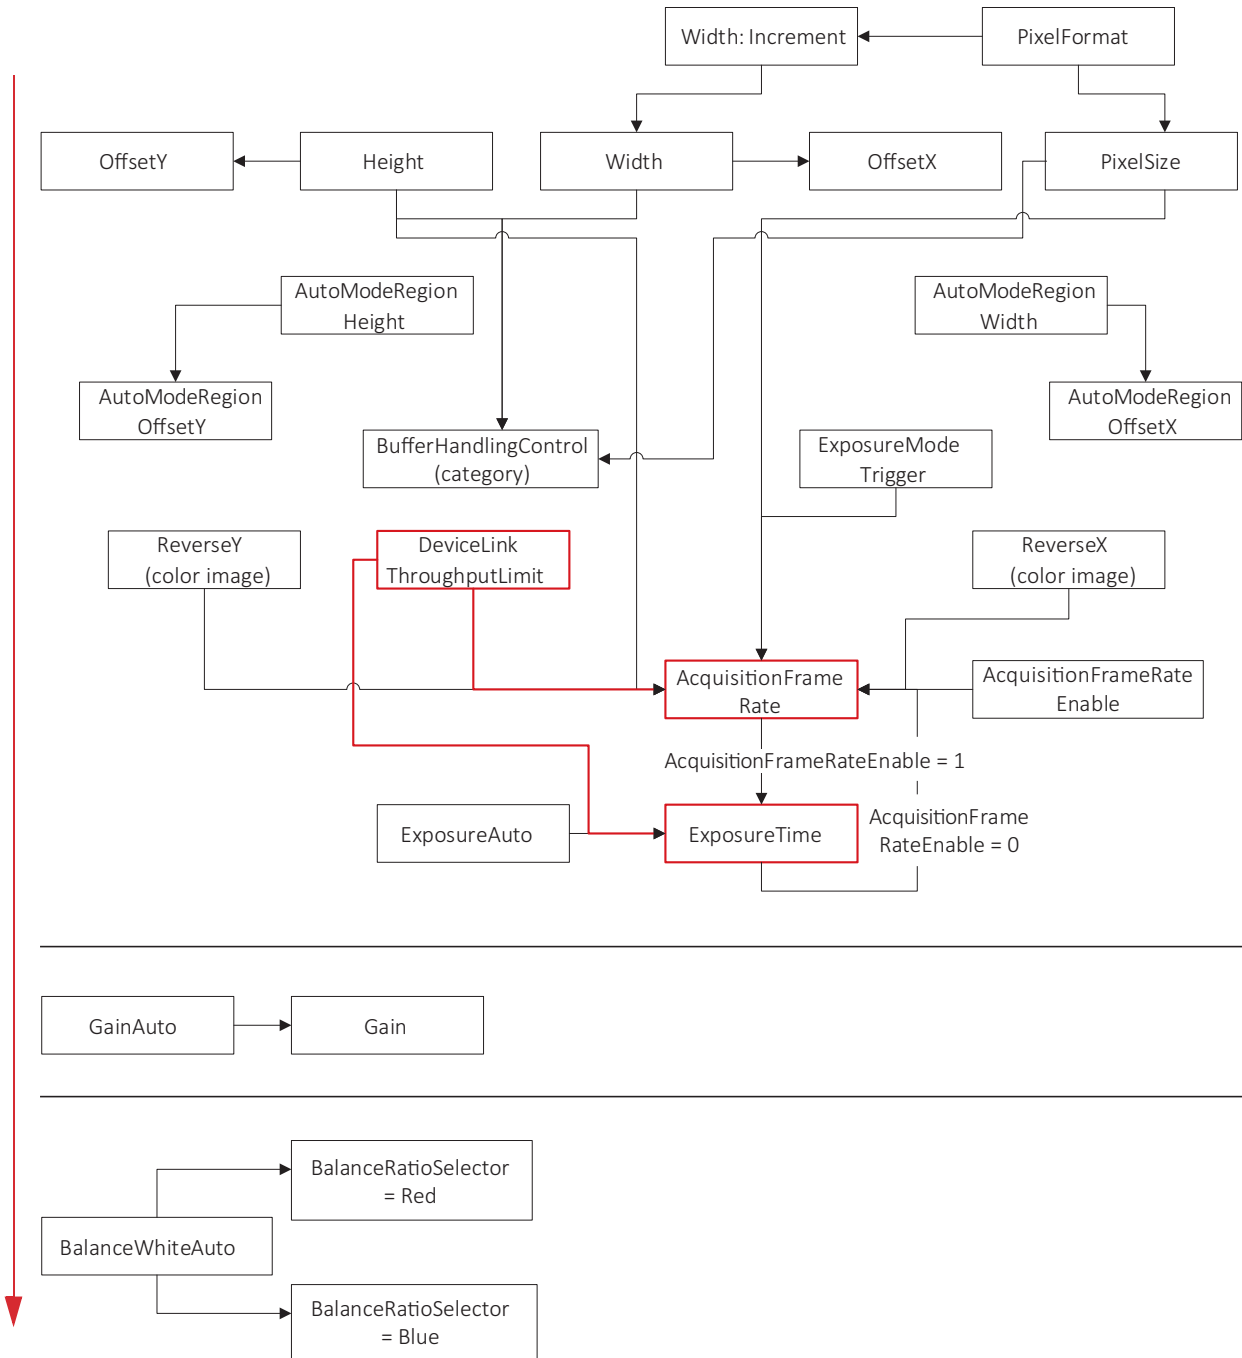 Width: Increment
PixelFormat
OffsetY
Height
Width
OffsetX
PixelSize
AutoModeRegion
Height
AutoModeRegion
Width
AutoModeRegion
OffsetY
AutoModeRegion
OffsetX
BufferHandlingControl
(category)
ExposureMode
Trigger
ReverseY
(color image)
DeviceLink
ThroughputLimit
ReverseX
(color image)
AcquisitionFrame
Rate
AcquisitionFrameRate
Enable
AcquisitionFrameRateEnable = 1
ExposureAuto
ExposureTime
AcquisitionFrame
RateEnable = 0
GainAuto
Gain
BalanceRatioSelector
= Red
BalanceWhiteAuto
BalanceRatioSelector
= Blue